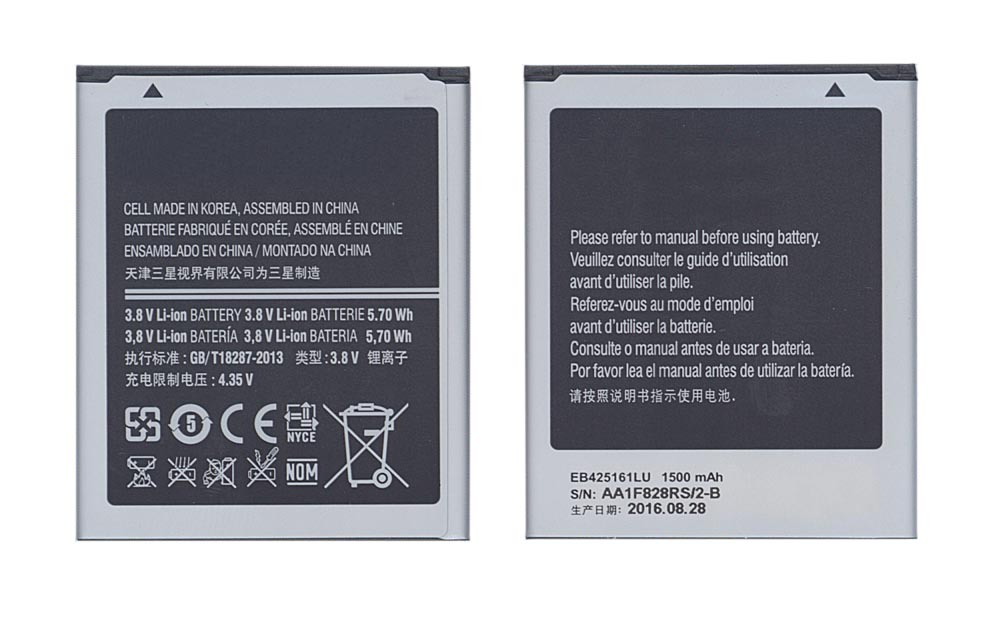 CELL MADE IN KOREA, ASSEMBLED IN CHINA
BATTERIE FABRIQUÉ EN CORÉE, ASSEMBLÉ EN CHINE
ENSAMBLADO EN CHINA / MONTADO NA CHINA
天津三星视界有限公司为三星制造
3.8 V Li-ion BATTERY 3.8 V Li-ion BATTERIE 5.70 Wh
3,8 V Li-ion BATERÍA 3,8 V Li-ion BATERIA 5,70 Wh
执行标准 : GB/T18287-2013 类型: 3.8 V 锂离子
充电限制电压 : 4.35 V
5 CE NYCE
NOM
Please refer to manual before using battery.
Veuillez consulter le guide d'utilisation
avant d'utiliser la pile.
Referez-vous au mode d'emploi
avant d'utiliser la batterie.
Consulte o manual antes de usar a bateria.
Por favor lea el manual antes de utilizar la batería.
请按照说明书指示使用电池.
EB425161LU 1500 mAh
S/N: AA1F828RS/2-B
生产日期: 2016.08.28